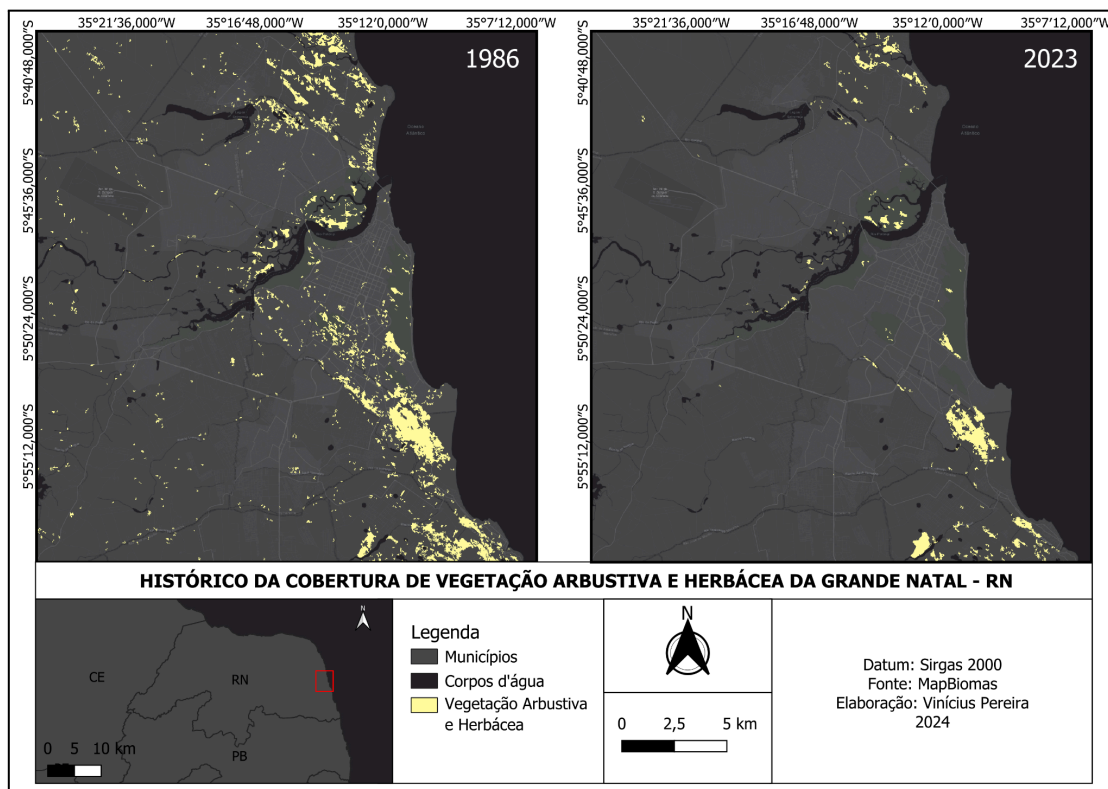 35°21′36,000″W 35°16′48,000″W 35°12′0,000″W 35°7′12,000″W
35°21′36,000″W 35°16′48,000″W 35°12′0,000″W 35°7′12,000″W
5°40′48,000″S
5°45′36,000″S
5°50′24,000″S
5°55′12,000″S
1986
Oceano
Atlântico
5°40′48,000″S
5°45′36,000″S
5°50′24,000″S
5°55′12,000″S
2023
Oceano
Atlântico
HISTÓRICO DA COBERTURA DE VEGETAÇÃO ARBUSTIVA E HERBÁCEA DA GRANDE NATAL - RN
N
CE
RN
PB
0 5 10 km
Legenda
Municípios
Corpos d'água
Vegetação Arbustiva
e Herbácea
N
0 2,5 5 km
Datum: Sirgas 2000
Fonte: MapBiomas
Elaboração: Vinícius Pereira
2024